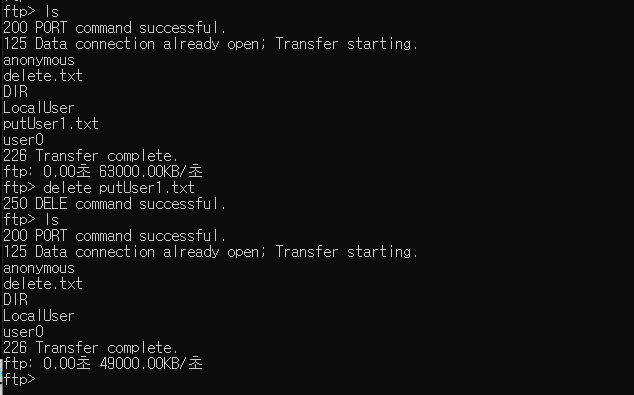 ftp> ls
200 PORT command successful.
125 Data connection already open; Transfer starting.
anonymous
delete.txt
DIR
LocalUser
putUser1.txt
user0
226 Transfer complete.
ftp: 0.00초 63000.00KB/초
ftp> delete putUser1.txt
250 DELE command successful.
ftp> ls
200 PORT command successful.
125 Data connection already open; Transfer starting.
anonymous
delete.txt
DIR
LocalUser
user0
226 Transfer complete.
ftp: 0.00초 49000.00KB/초
ftp>